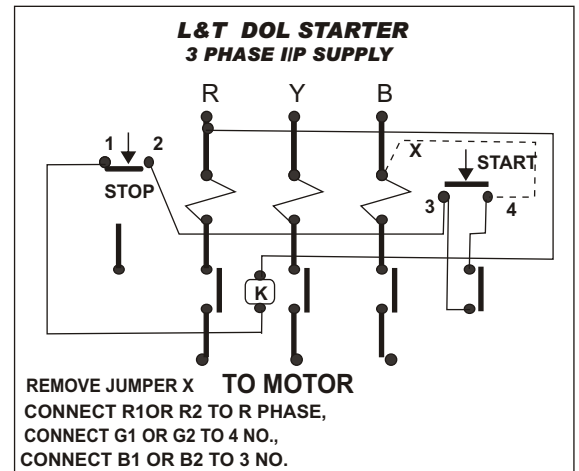 L&T DOL STARTER
3 PHASE I/P SUPPLY
R Y B
1 2 X START
STOP
3 4
K
REMOVE JUMPER X TO MOTOR
CONNECT R1OR R2 TO R PHASE,
CONNECT G1 OR G2 TO 4 NO.,
CONNECT B1 OR B2 TO 3 NO.